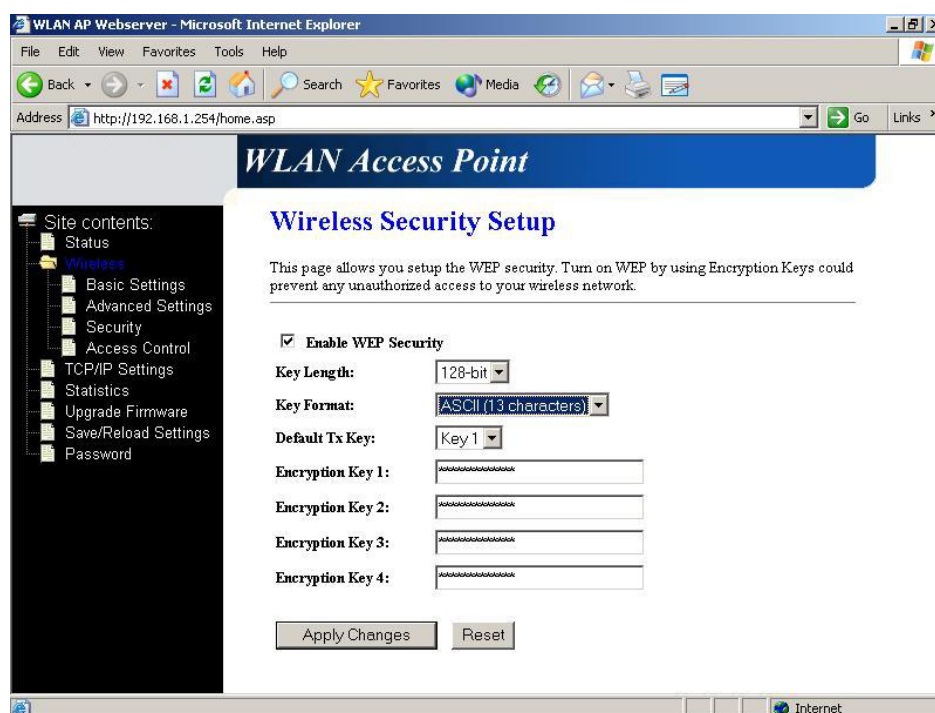 WLAN AP Webserver - Microsoft Internet Explorer
File Edit View Favorites Tools Help
Back Search Favorites Media
Address http://192.168.1.254/home.asp Go Links
WLAN Access Point
Site contents:
Status
Wireless
Basic Settings
Advanced Settings
Security
Access Control
TCP/IP Settings
Statistics
Upgrade Firmware
Save/Reload Settings
Password
Wireless Security Setup
This page allows you setup the WEP security. Turn on WEP by using Encryption Keys could
prevent any unauthorized access to your wireless network.
Enable WEP Security
Key Length: 128-bit
Key Format: ASCII (13 characters)
Default Tx Key: Key 1
Encryption Key 1: *************
Encryption Key 2: *************
Encryption Key 3: *************
Encryption Key 4: *************
Apply Changes Reset
Internet